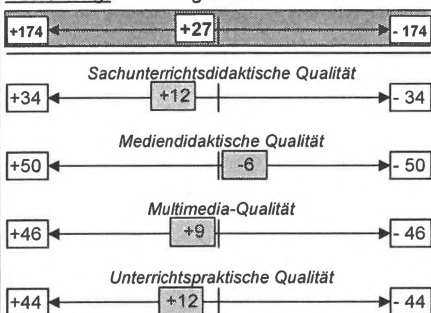 +174 +27 - 174
Sachunterrichtsdidaktische Qualität
+34 +12 - 34
Mediendidaktische Qualität
+50 -6 - 50
Multimedia-Qualität
+46 +9 - 46
Unterrichtspraktische Qualität
+44 +12 - 44